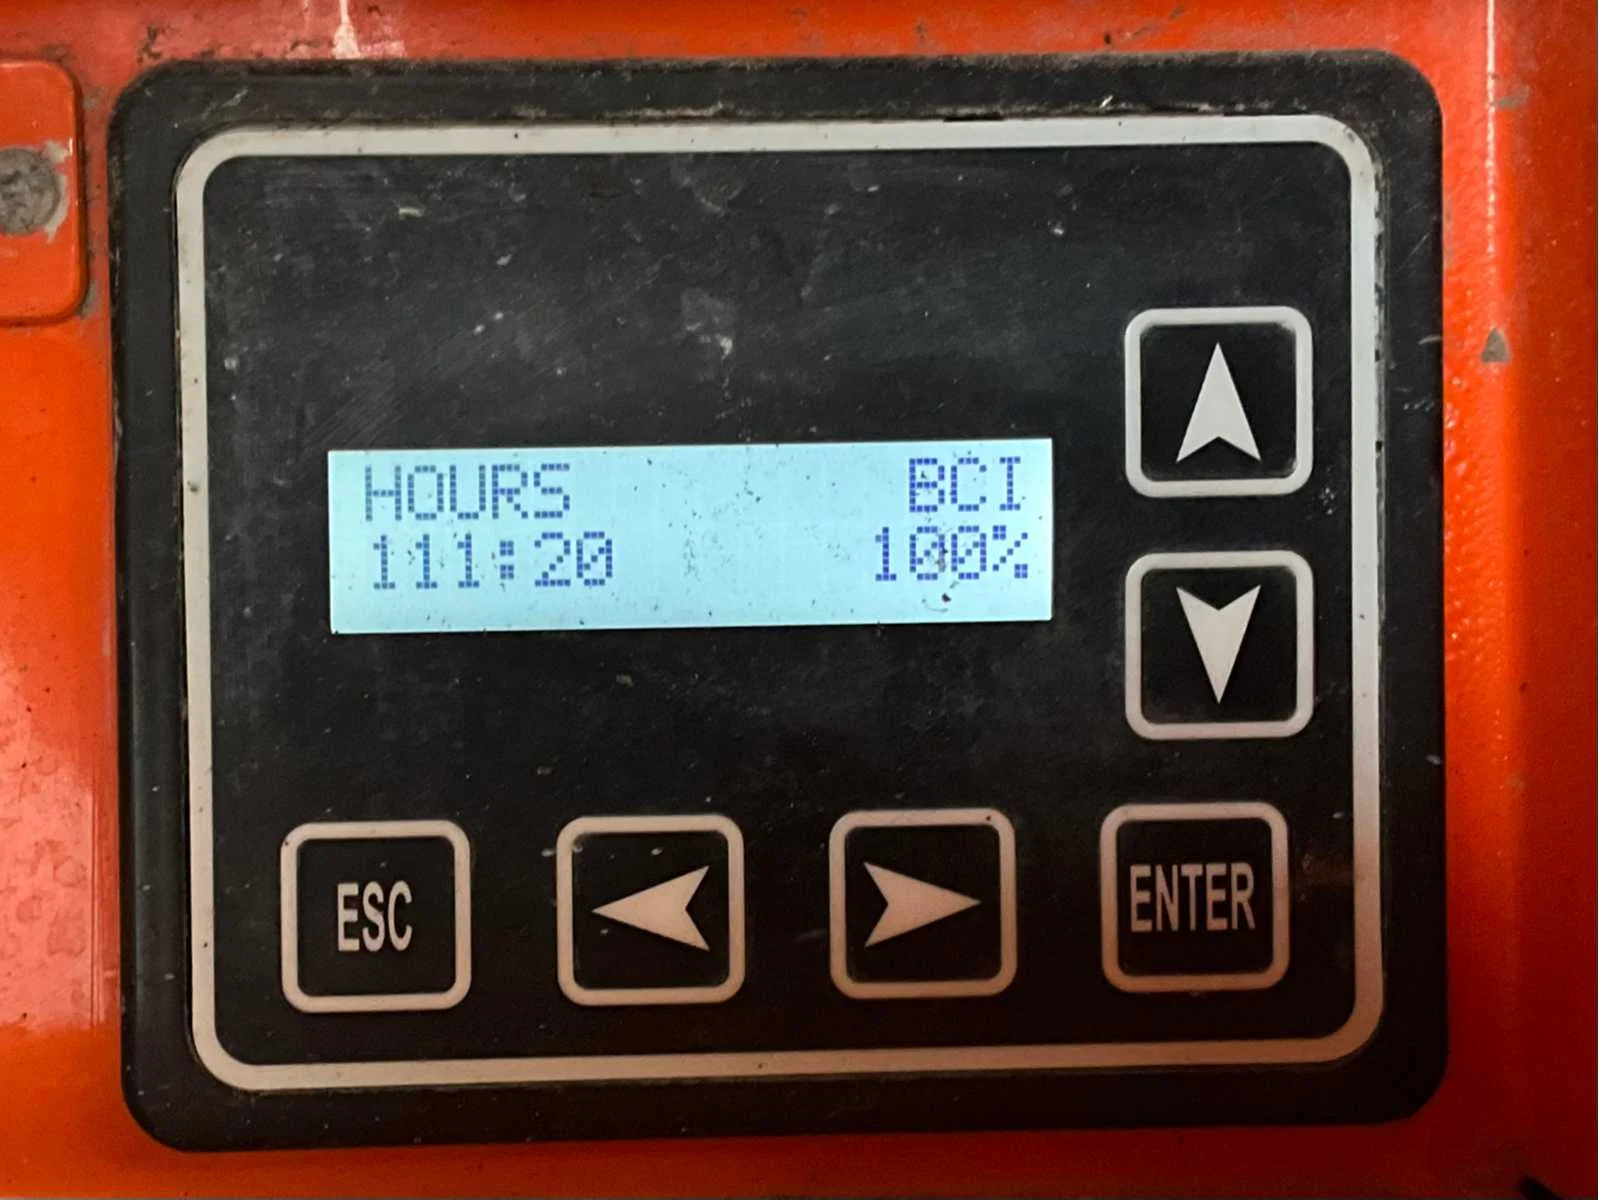 HOURS BCI
111:20 100%
ESC ENTER